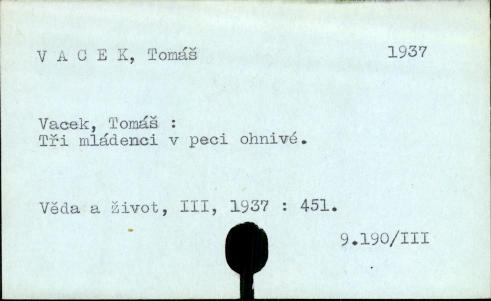 V A C E K, Tomáš 1937
Vacek, Tomáš :
Tři mládenci v peci ohnivé.
Věda a život, III, 1937 : 451.
9.190/III